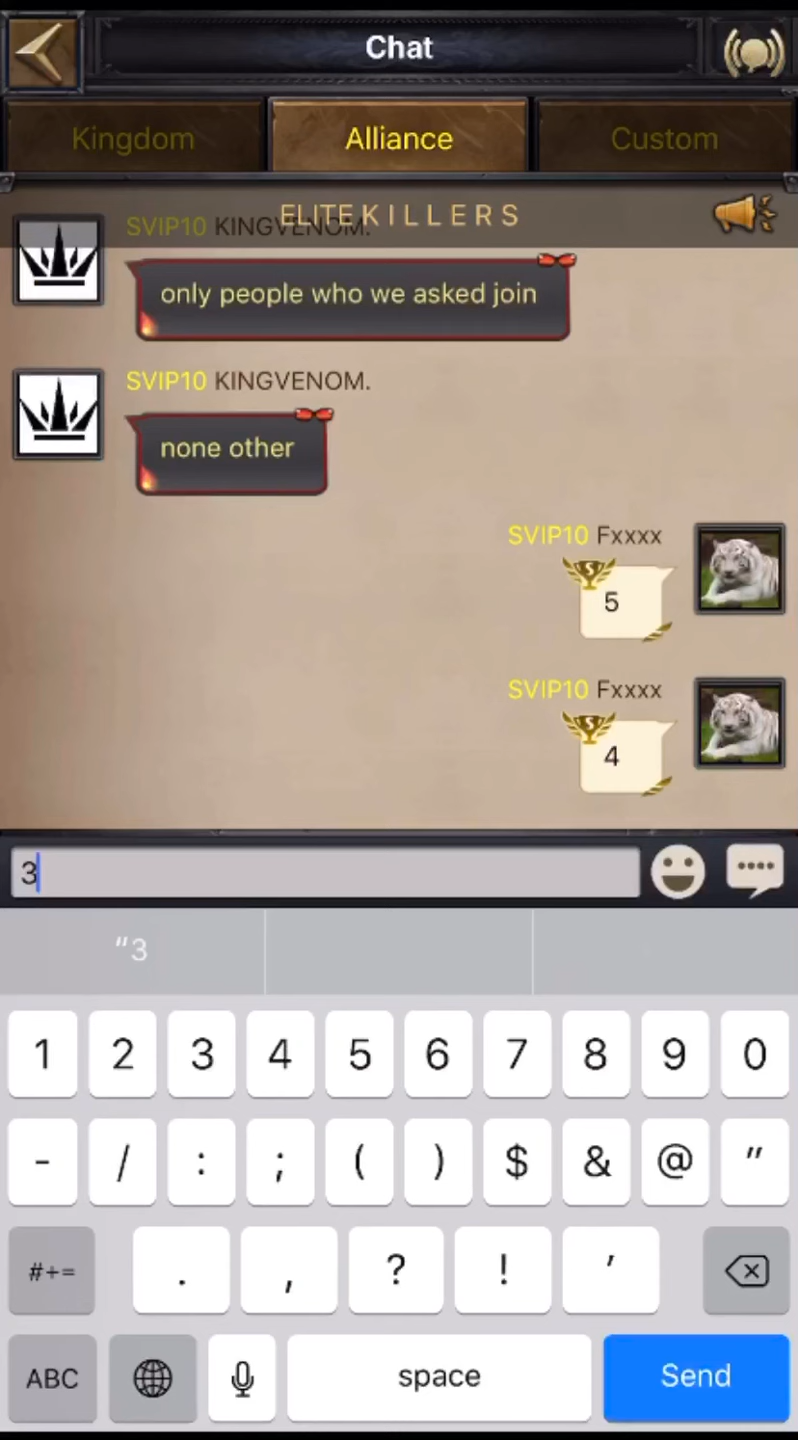 Chat
Kingdom
Alliance
Custom
ELITE K I L L E R S
SVIP10 KINGVENOM.
only people who we asked join
SVIP10 KINGVENOM.
none other
SVIP10 Fxxxx
5
SVIP10 Fxxxx
4
3
“3
1 2 3 4 5 6 7 8 9 0
- / : ; ( ) $ & @ "
#+= . , ? ! '
ABC space Send